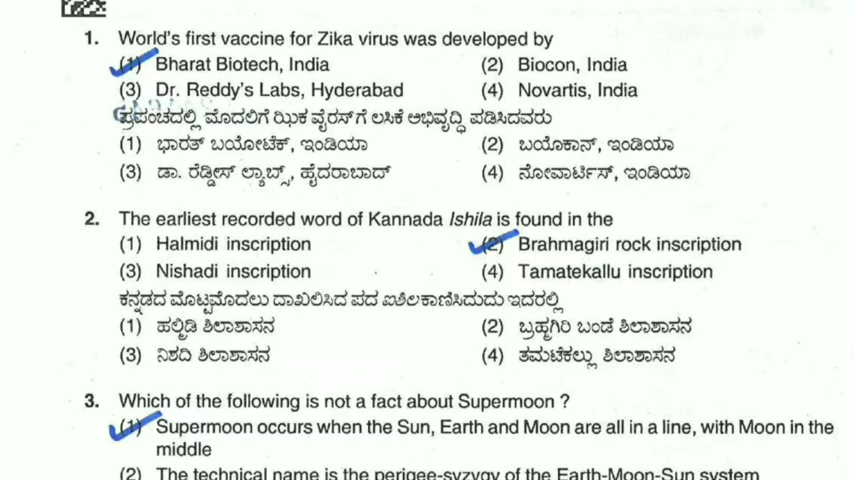 1. World's first vaccine for Zika virus was developed by
(1) Bharat Biotech, India (2) Biocon, India
(3) Dr. Reddy's Labs, Hyderabad (4) Novartis, India
ಪ್ರಪಂಚದಲ್ಲಿ ಮೊದಲಿಗೆ ಝಿಕ ವೈರಸ್‌ಗೆ ಲಸಿಕೆ ಅಭಿವೃದ್ಧಿ ಪಡಿಸಿದವರು
(1) ಭಾರತ್ ಬಯೋಟೆಕ್, ಇಂಡಿಯಾ (2) ಬಯೊಕಾನ್, ಇಂಡಿಯಾ
(3) ಡಾ. ರೆಡ್ಡೀಸ್ ಲ್ಯಾಬ್ಸ್, ಹೈದರಾಬಾದ್ (4) ನೋವಾರ್ಟಿಸ್, ಇಂಡಿಯಾ
2. The earliest recorded word of Kannada Ishila is found in the
(1) Halmidi inscription (2) Brahmagiri rock inscription
(3) Nishadi inscription (4) Tamatekallu inscription
ಕನ್ನಡದ ಮೊಟ್ಟಮೊದಲು ದಾಖಲಿಸಿದ ಪದ ಐಶಿಲ ಕಾಣಿಸಿದುದು ಇದರಲ್ಲಿ
(1) ಹಲ್ಮಿಡಿ ಶಿಲಾಶಾಸನ (2) ಬ್ರಹ್ಮಗಿರಿ ಬಂಡೆ ಶಿಲಾಶಾಸನ
(3) ನಿಶದಿ ಶಿಲಾಶಾಸನ (4) ತಮಟೆಕಲ್ಲು ಶಿಲಾಶಾಸನ
3. Which of the following is not a fact about Supermoon ?
(1) Supermoon occurs when the Sun, Earth and Moon are all in a line, with Moon in the
middle
(2) The technical name is the perigee-syzygy of the Earth-Moon-Sun system